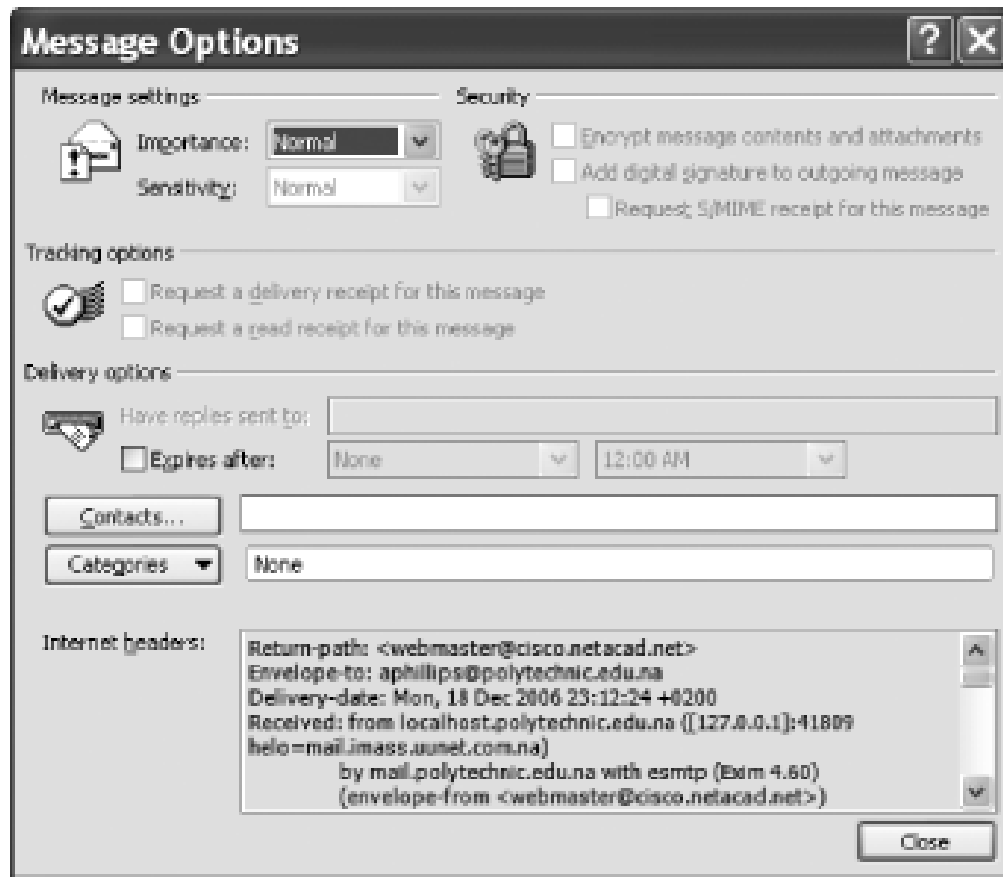 Message Options
Message settings
Security
Importance: Normal
Encrypt message contents and attachments
Sensitivity: Normal
Add digital signature to outgoing message
Request S/MIME receipt for this message
Tracking options
Request a delivery receipt for this message
Request a read receipt for this message
Delivery options
Have replies sent to:
Expires after: None 12:00 AM
Contacts...
Categories None
Internet headers:
Return-path: <webmaster@cisco.netacad.net>
Envelope-to: aphillips@polytechnic.edu.na
Delivery-date: Mon, 18 Dec 2006 23:12:24 +0200
Received: from localhost.polytechnic.edu.na ([127.0.0.1]:41809
helo=mail.imass.uunet.com.na)
by mail.polytechnic.edu.na with esmtp (Exim 4.60)
(envelope-from <webmaster@cisco.netacad.net>)
Close